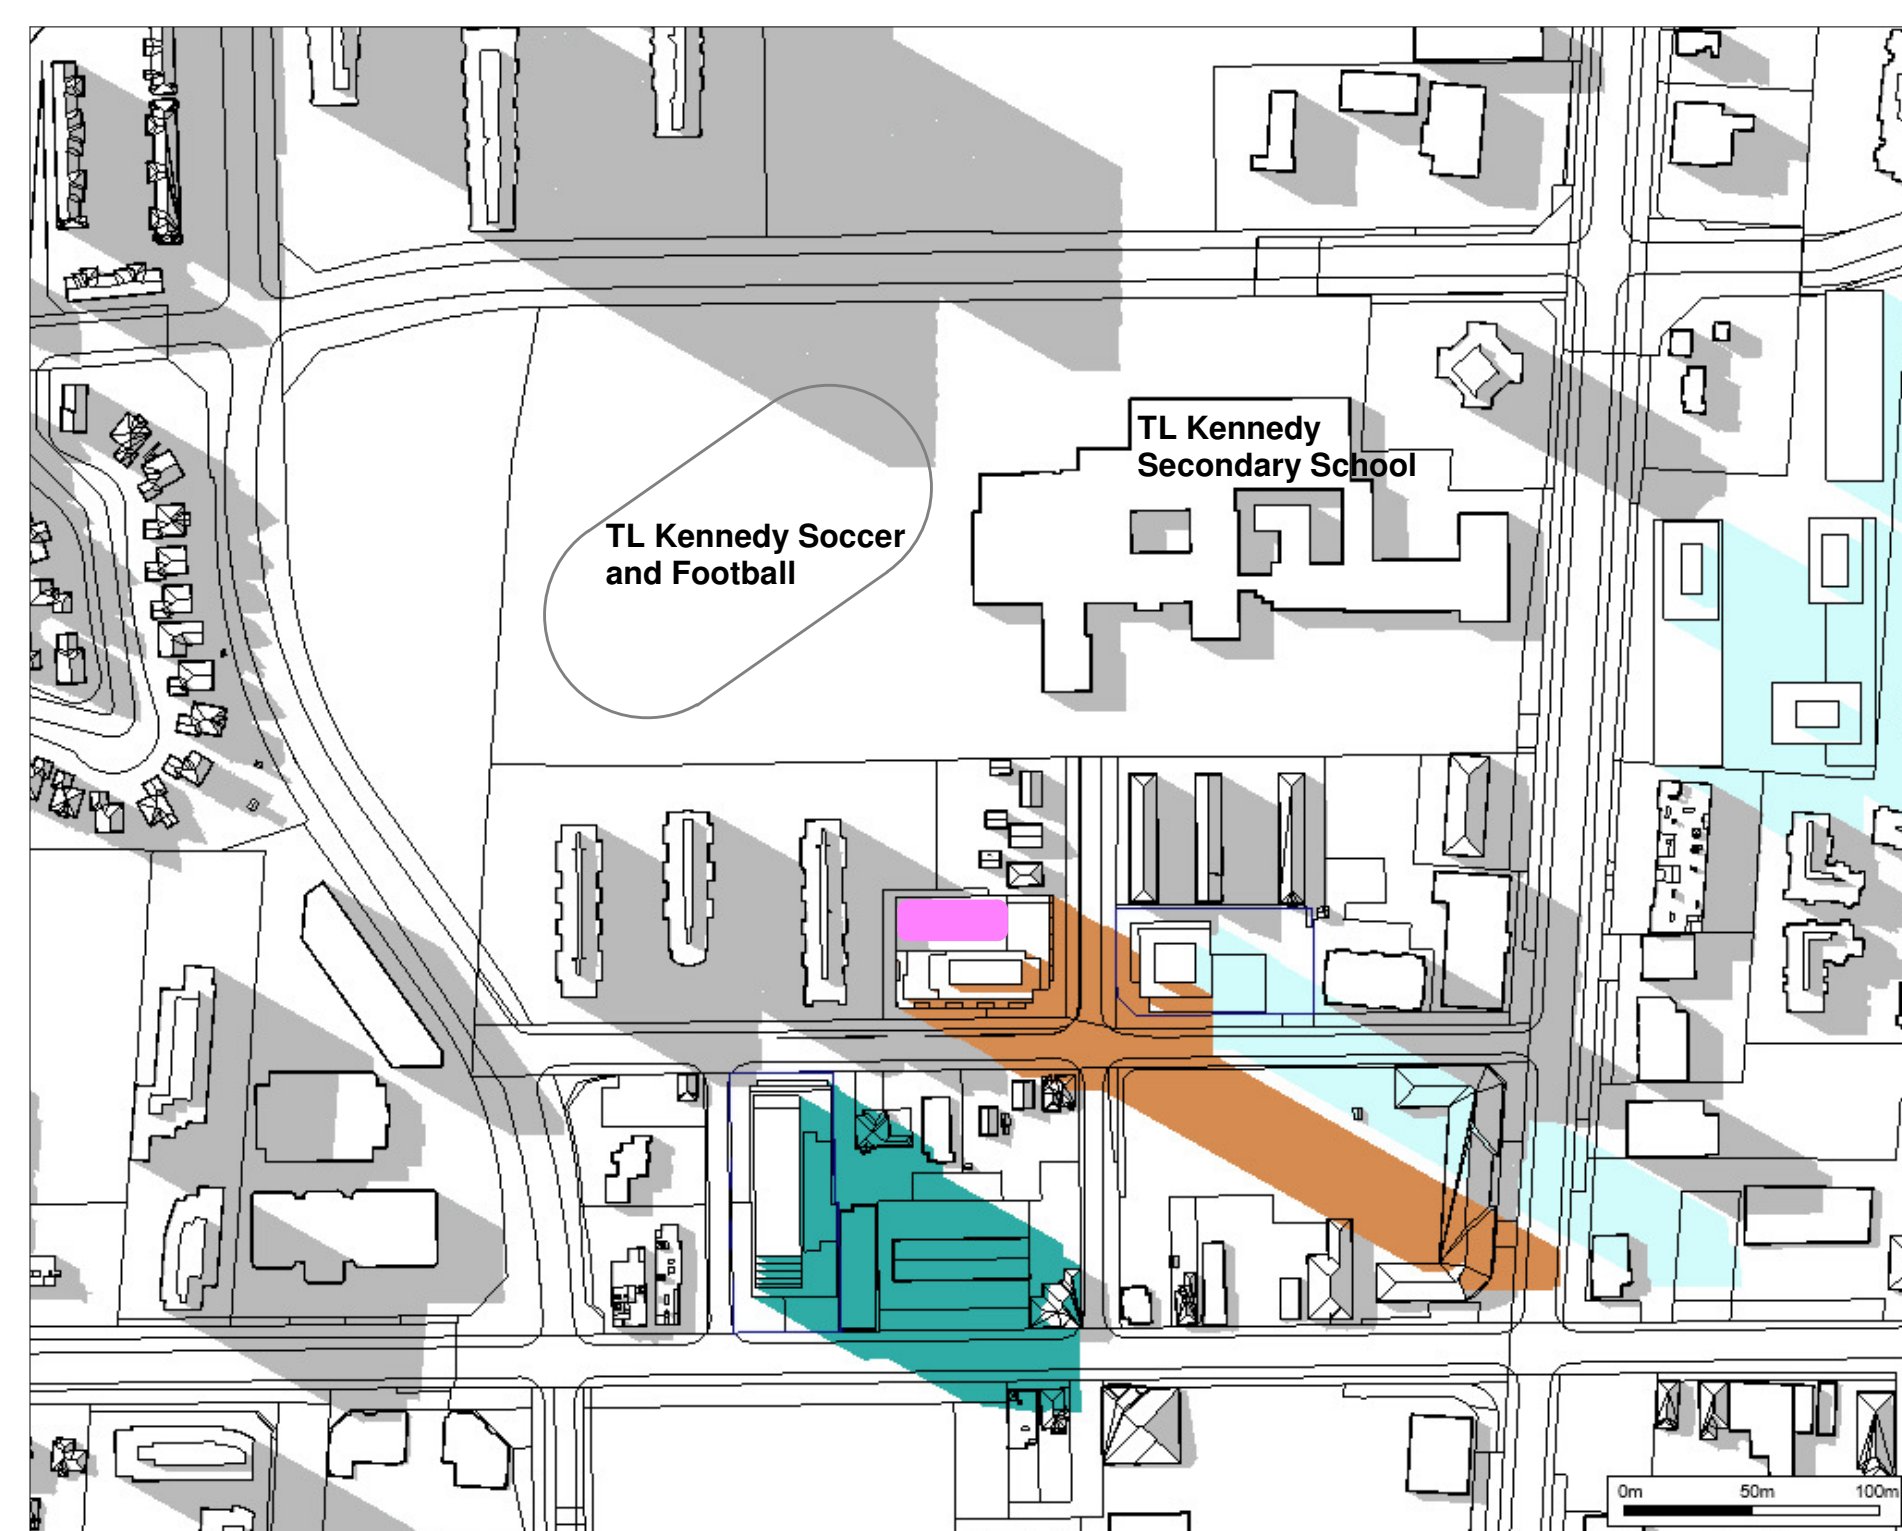 TL Kennedy
Secondary School
TL Kennedy Soccer
and Football
0m 50m 100m